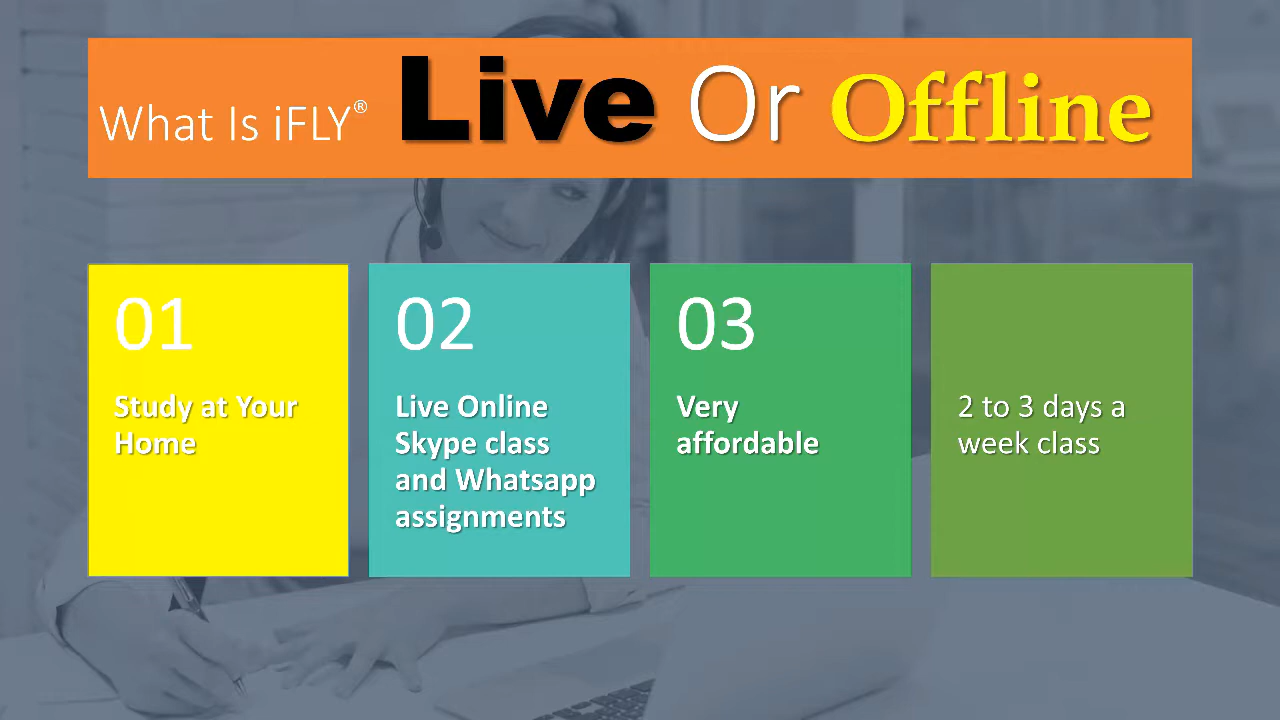 What Is iFLY® Live Or Offline
01
Study at Your
Home
02
Live Online
Skype class
and Whatsapp
assignments
03
Very
affordable
2 to 3 days a
week class